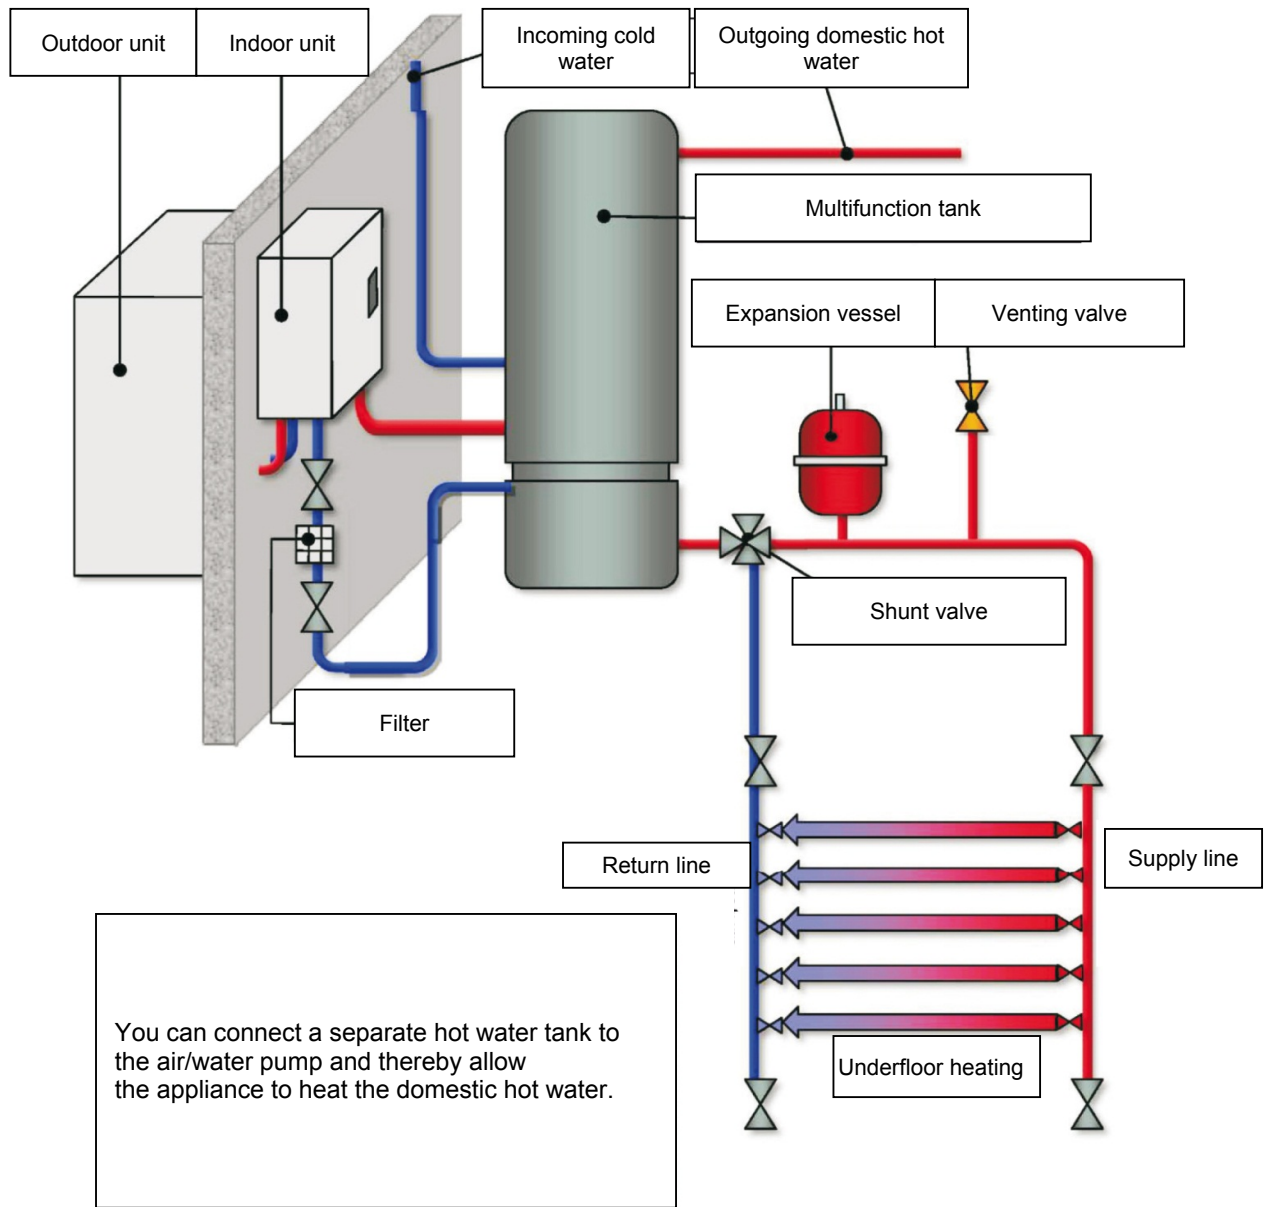 Outdoor unit
Indoor unit
Incoming cold
water
Outgoing domestic hot
water
Multifunction tank
Expansion vessel
Venting valve
Shunt valve
Filter
Return line
Supply line
Underfloor heating
You can connect a separate hot water tank to
the air/water pump and thereby allow
the appliance to heat the domestic hot water.